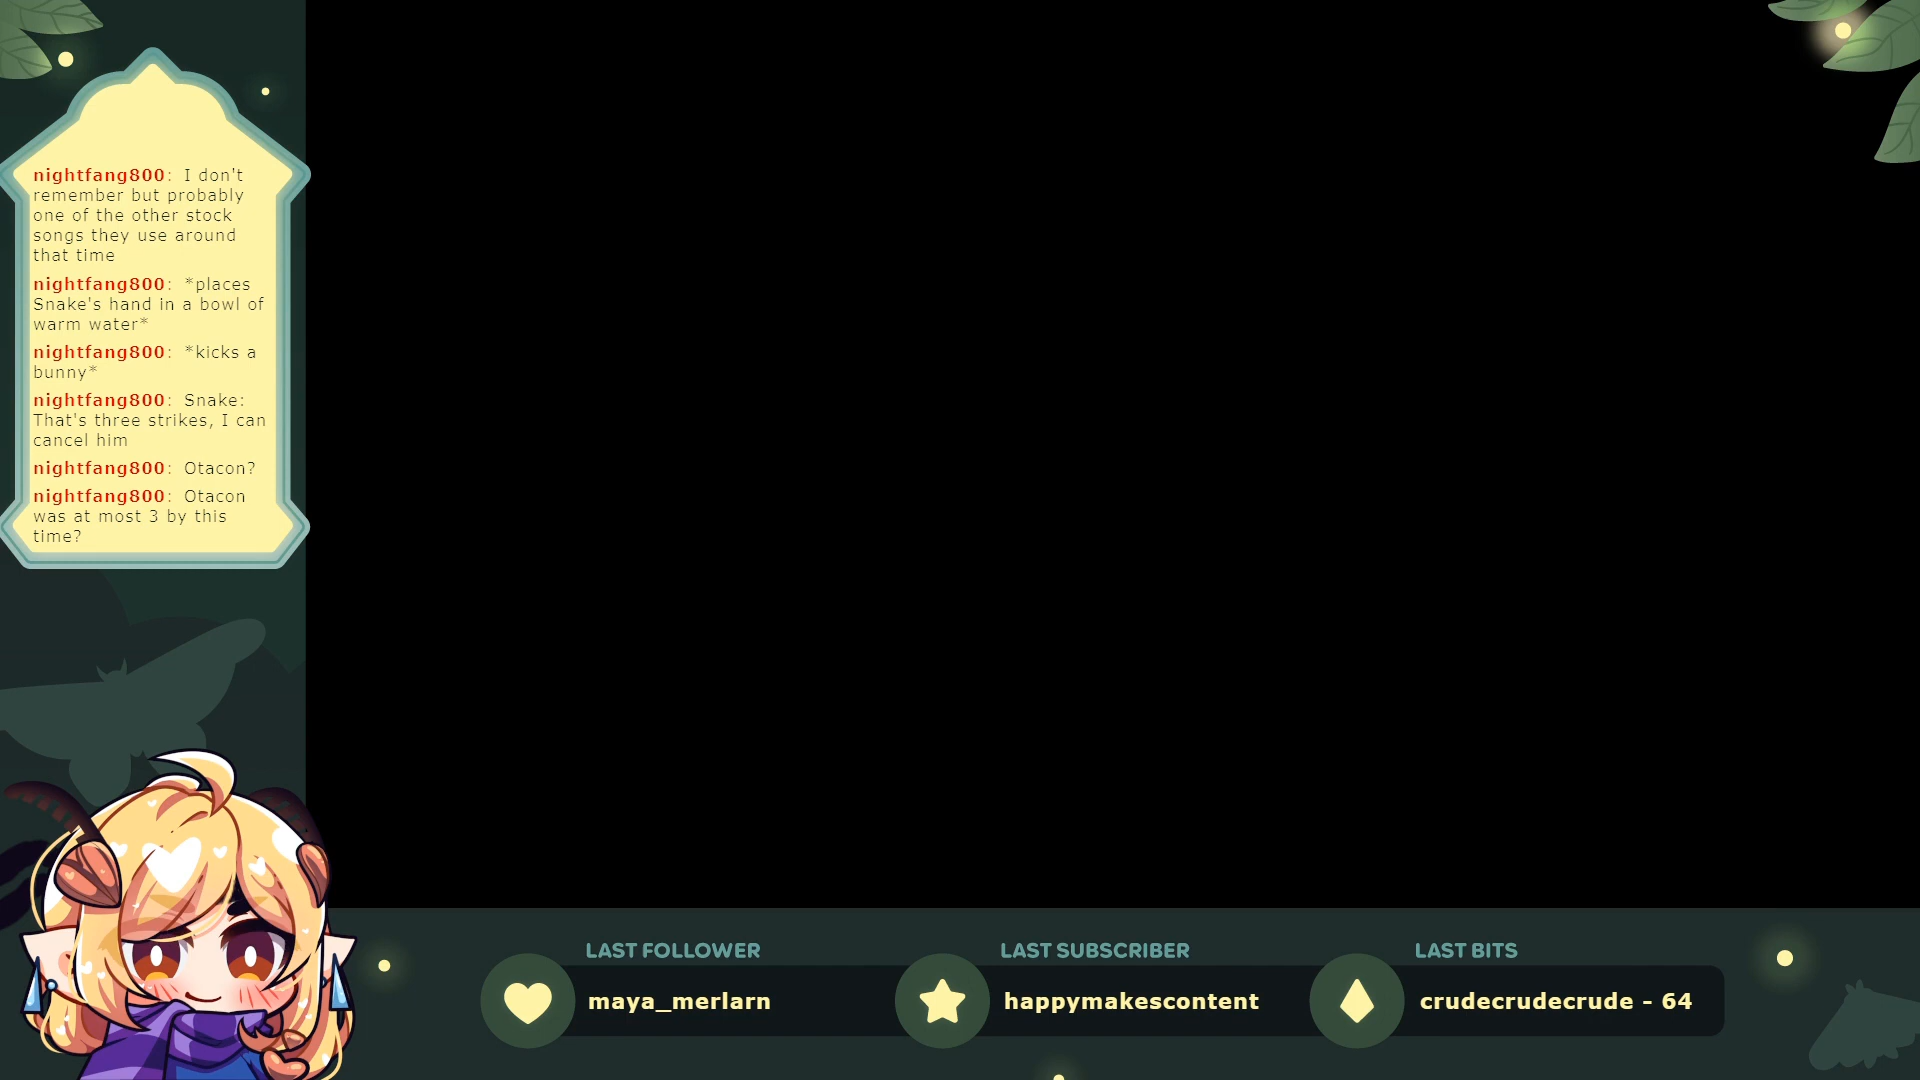 nightfang800: I don't
remember but probably
one of the other stock
songs they use around
that time
nightfang800: *places
Snake's hand in a bowl of
warm water*
nightfang800: *kicks a
bunny*
nightfang800: Snake:
That's three strikes, I can
cancel him
nightfang800: Otacon?
nightfang800: Otacon
was at most 3 by this
time?
LAST FOLLOWER
maya_merlarn
LAST SUBSCRIBER
happymakescontent
LAST BITS
crudecrudecrude - 64